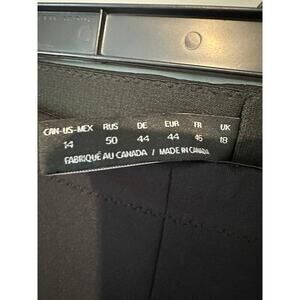 CAN-US-MEX RUS DE EUR FR UK
14 50 44 44 46 18
FABRIQUÉ AU CANADA / MADE IN CANADA